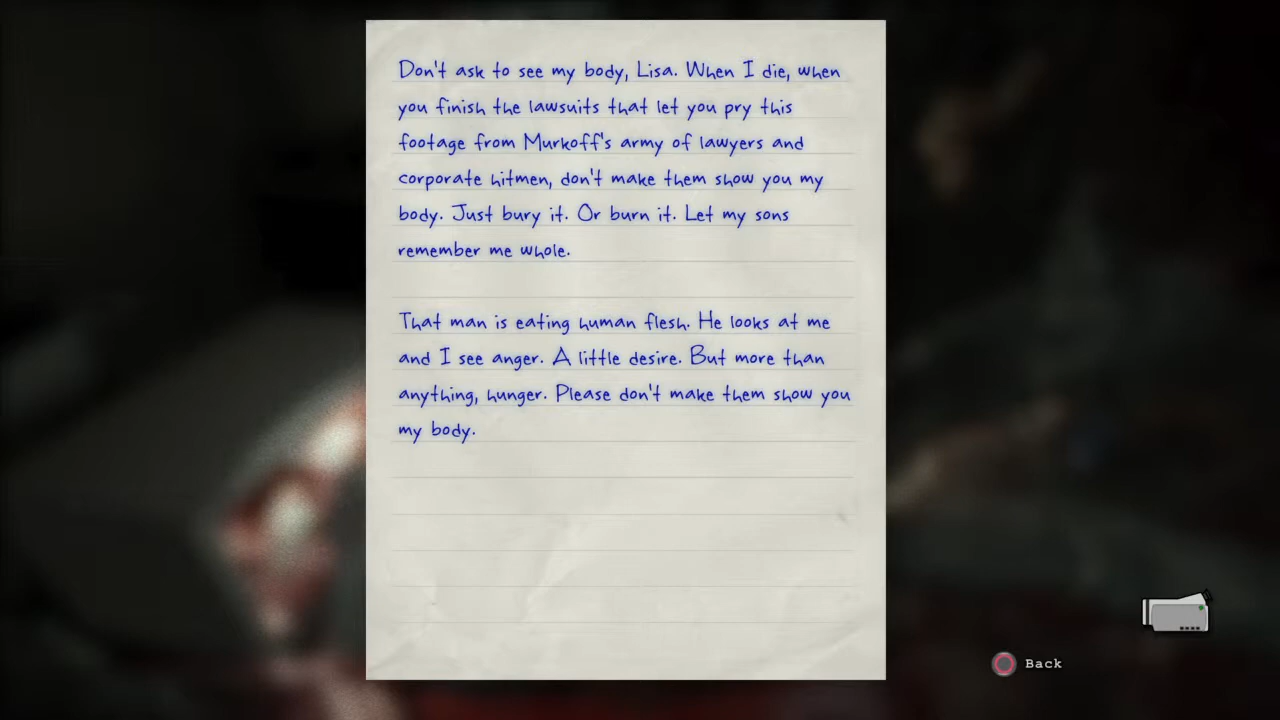 Don't ask to see my body, Lisa. When I die, when
you finish the lawsuits that let you pry this
footage from Murkoff's army of lawyers and
corporate hitmen, don't make them show you my
body. Just bury it. Or burn it. Let my sons
remember me whole.
That man is eating human flesh. He looks at me
and I see anger. A little desire. But more than
anything, hunger. Please don't make them show you
my body.
Back